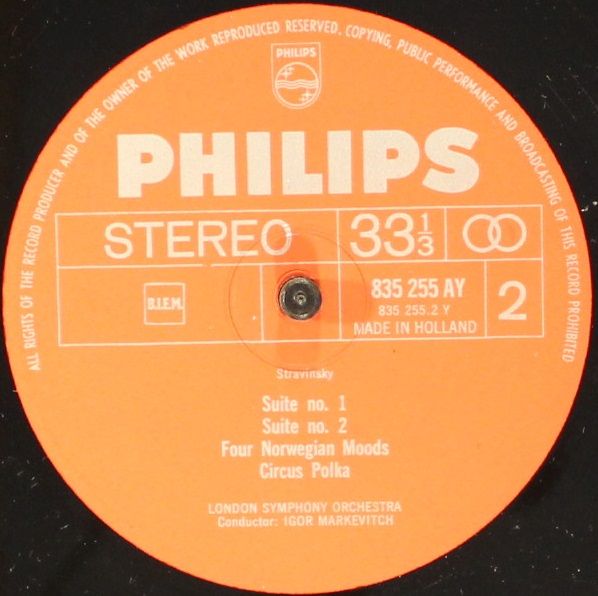 ALL RIGHTS OF THE RECORD PRODUCER AND OF THE OWNER OF THE WORK REPRODUCED RESERVED. COPYING, PUBLIC PERFORMANCE AND BROADCASTING OF THIS RECORD PROHIBITED
PHILIPS
PHILIPS
STEREO 33⅓
B.I.E.M. 835 255 AY 2
835 255.2 Y
MADE IN HOLLAND
Stravinsky
Suite no. 1
Suite no. 2
Four Norwegian Moods
Circus Polka
LONDON SYMPHONY ORCHESTRA
Conductor: IGOR MARKEVITCH